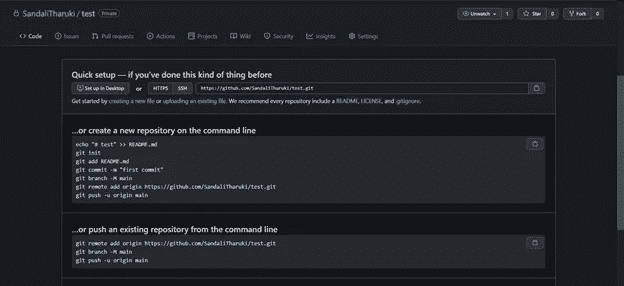 SandaliTharuki / test Private
Unwatch 1 Star 0 Fork 0
Code Issues Pull requests Actions Projects Wiki Security Insights Settings
Quick setup — if you've done this kind of thing before
Set up in Desktop or HTTPS SSH https://github.com/SandaliTharuki/test.git
Get started by creating a new file or uploading an existing file. We recommend every repository include a README, LICENSE, and .gitignore.
...or create a new repository on the command line
echo "# test" >> README.md
git init
git add README.md
git commit -m "first commit"
git branch -M main
git remote add origin https://github.com/SandaliTharuki/test.git
git push -u origin main
...or push an existing repository from the command line
git remote add origin https://github.com/SandaliTharuki/test.git
git branch -M main
git push -u origin main